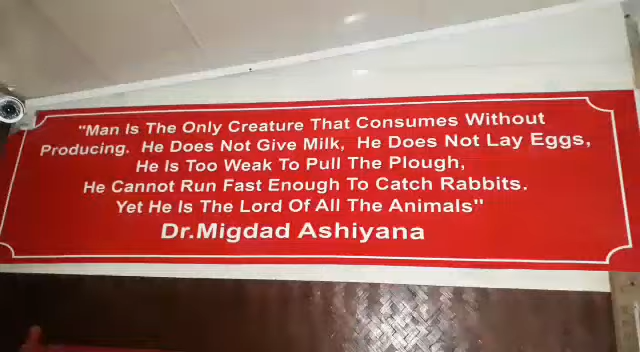 "Man Is The Only Creature That Consumes Without
Producing. He Does Not Give Milk, He Does Not Lay Eggs,
He Is Too Weak To Pull The Plough,
He Cannot Run Fast Enough To Catch Rabbits.
Yet He Is The Lord Of All The Animals"
Dr.Migdad Ashiyana